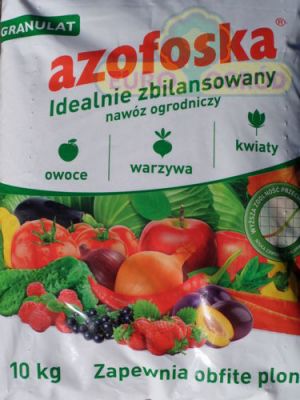 GRANULAT
azofoska®
Idealnie zbilansowany
nawóz ogrodniczy
owoce
warzywa
kwiaty
10 kg
Zapewnia obfite plon